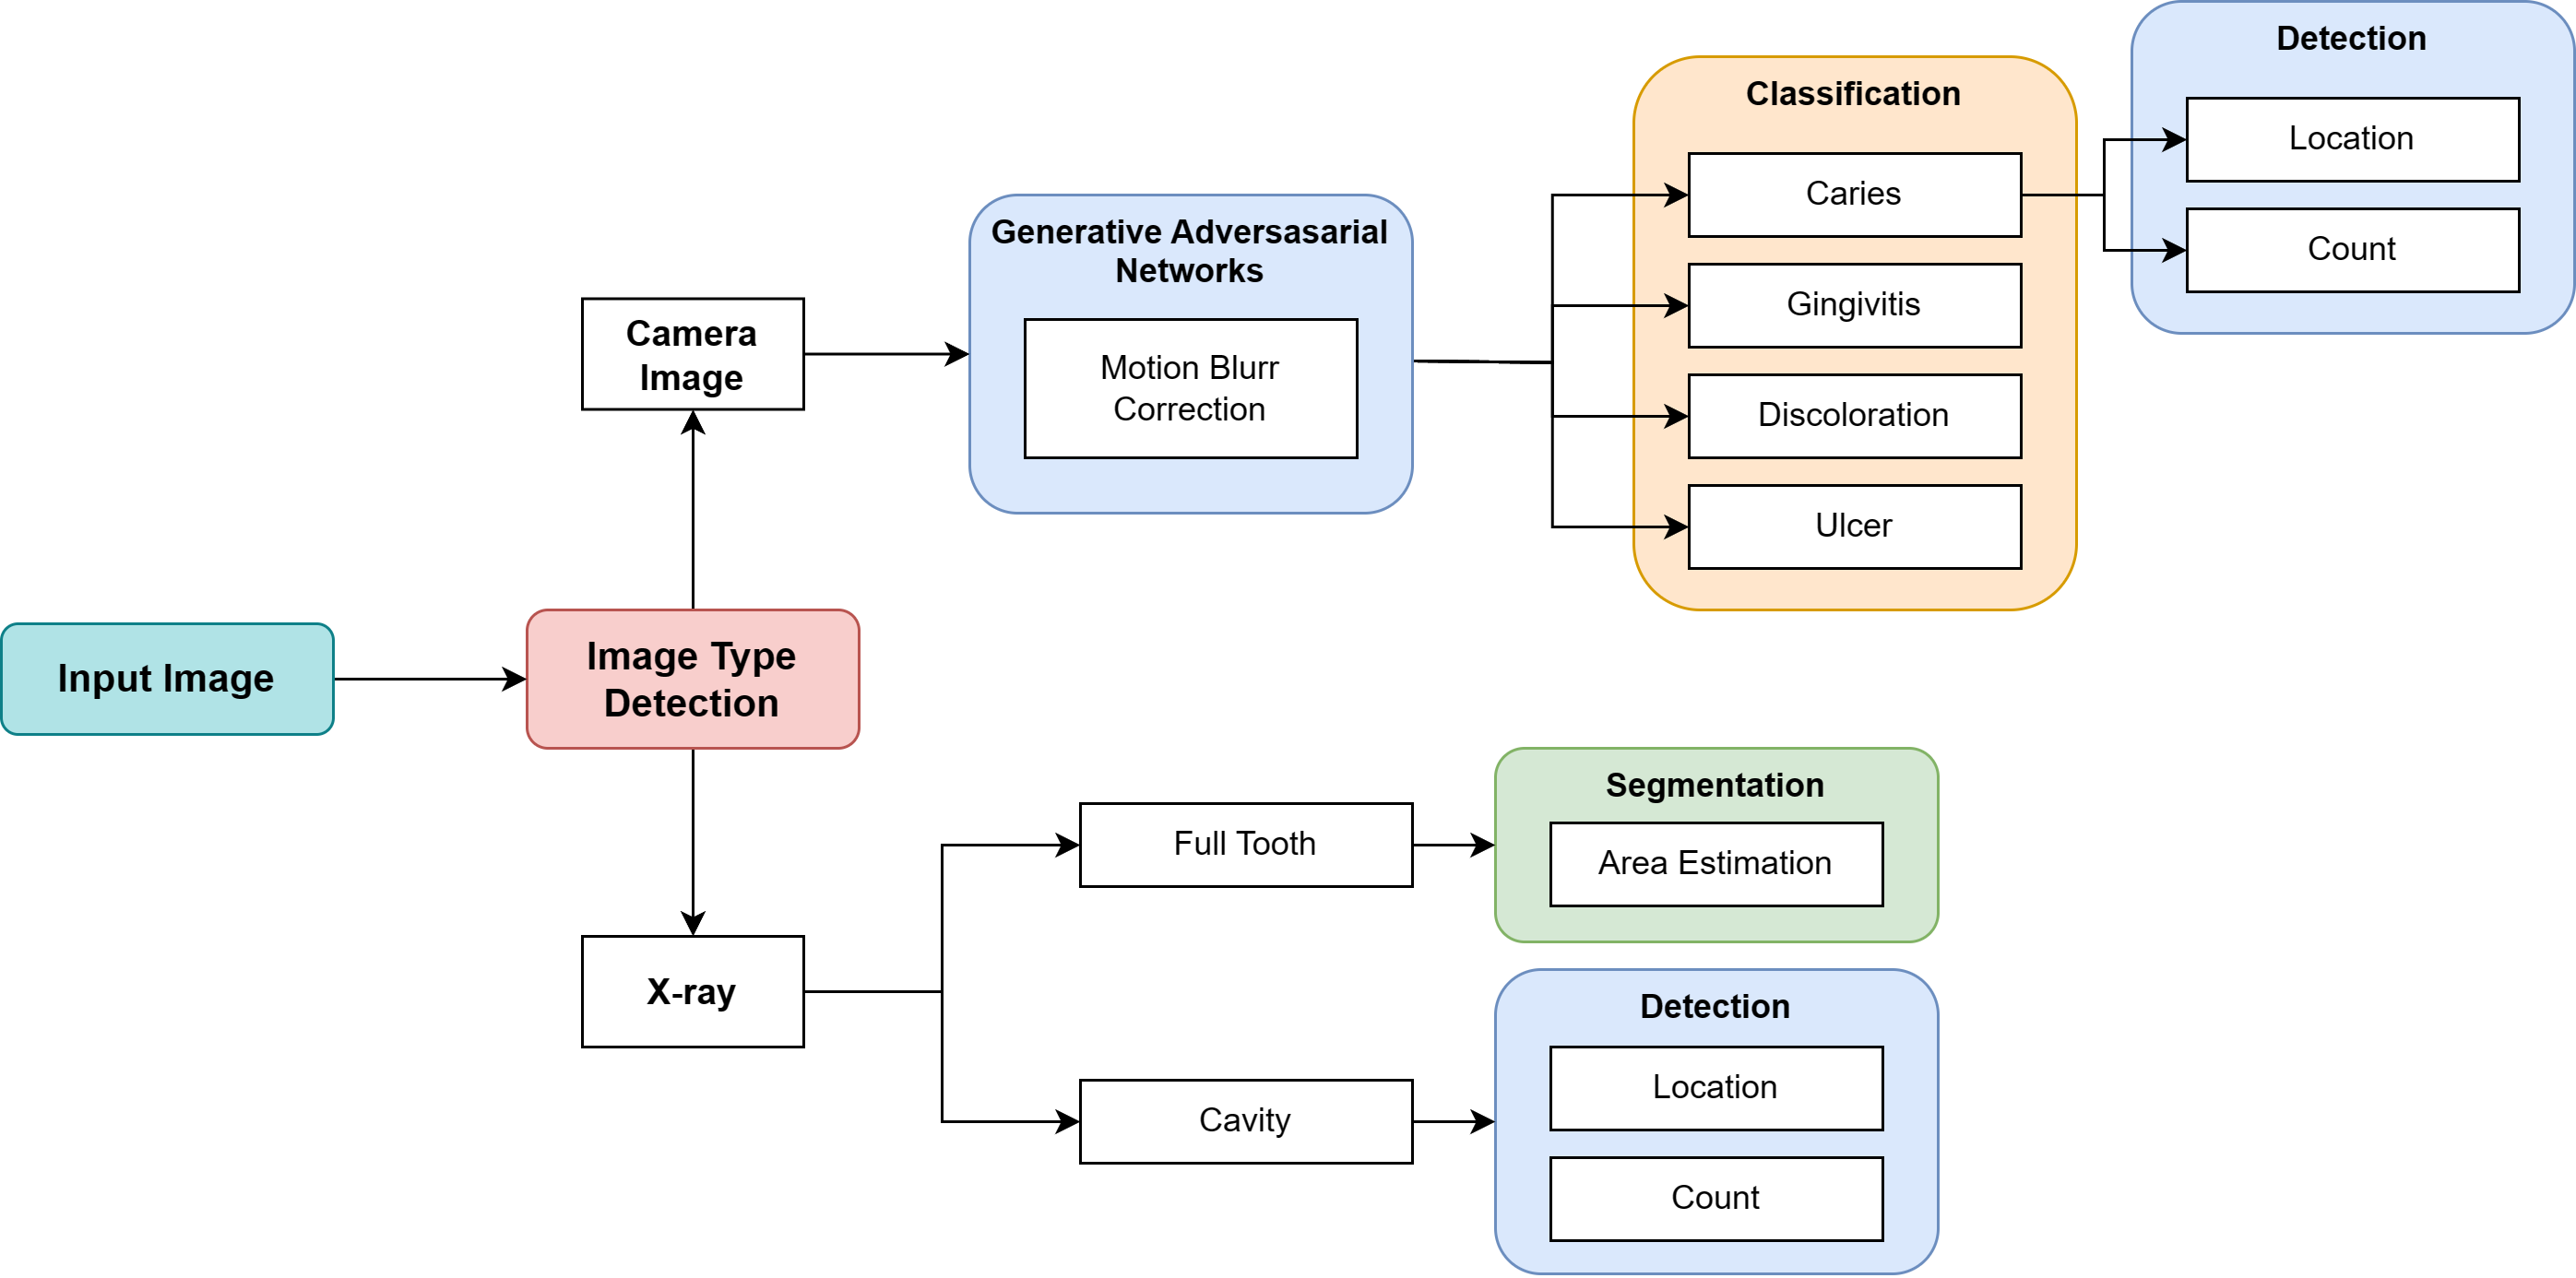 Detection
Location
Count
Classification
Caries
Gingivitis
Discoloration
Ulcer
Generative Adversasarial
Networks
Motion Blurr
Correction
Camera
Image
Input Image
Image Type
Detection
X-ray
Full Tooth
Segmentation
Area Estimation
Cavity
Detection
Location
Count